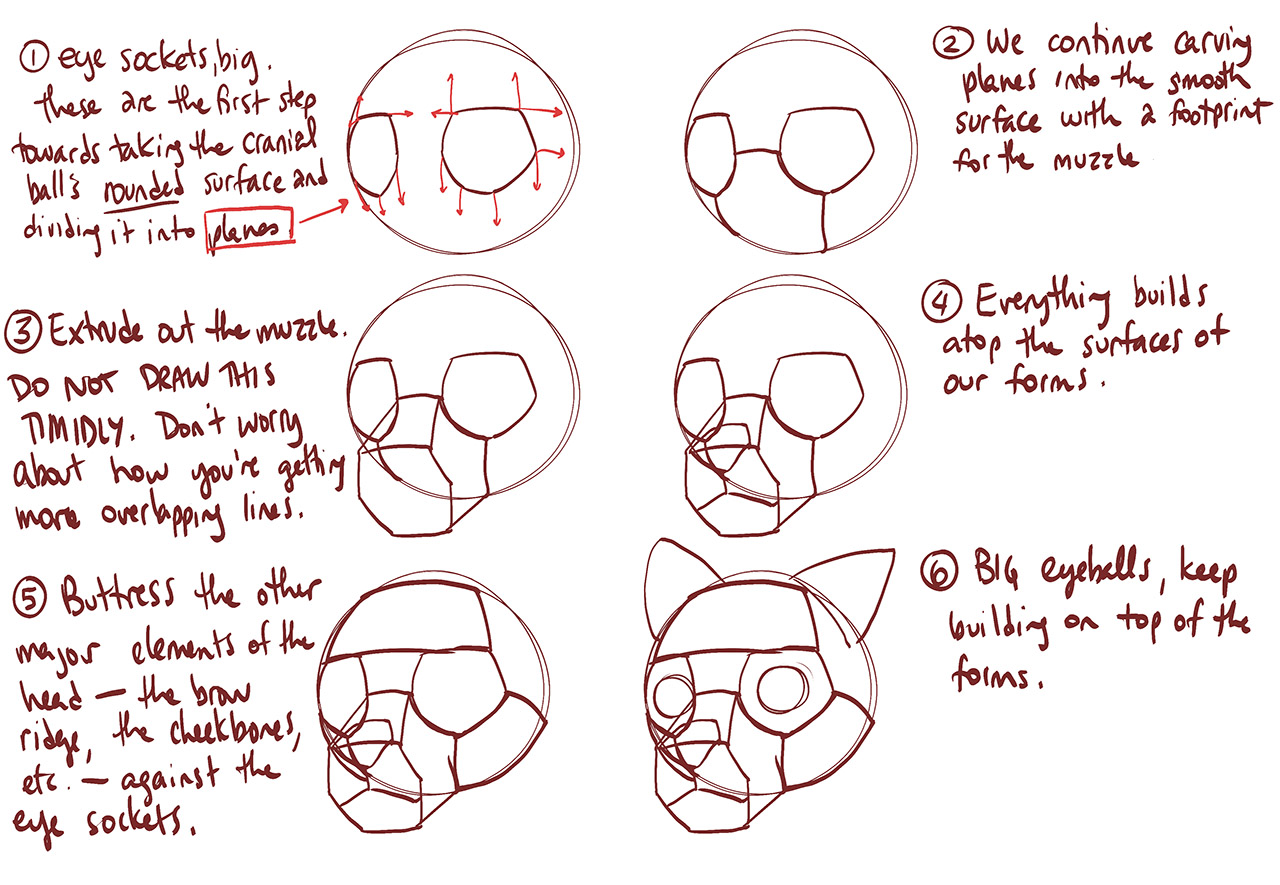 1 eye sockets, big.
these are the first step
towards taking the cranial
ball's rounded surface and
dividing it into planes.
2 We continue carving
planes into the smooth
surface with a footprint
for the muzzle
3 Extrude out the muzzle.
DO NOT DRAW THIS
TIMIDLY. Don't worry
about how you're getting
more overlapping lines.
4 Everything builds
atop the surfaces of
our forms.
5 Buttress the other
major elements of the
head — the brow
ridge, the cheekbones,
etc. — against the
eye sockets.
6 BIG eyeballs, keep
building on top of the
forms.